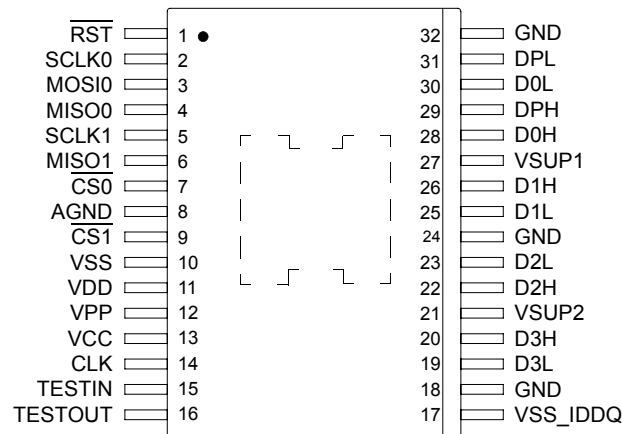 RST 1 32 GND
SCLK0 2 31 DPL
MOSI0 3 30 D0L
MISO0 4 29 DPH
SCLK1 5 28 D0H
MISO1 6 27 VSUP1
CS0 7 26 D1H
AGND 8 25 D1L
CS1 9 24 GND
VSS 10 23 D2L
VDD 11 22 D2H
VPP 12 21 VSUP2
VCC 13 20 D3H
CLK 14 19 D3L
TESTIN 15 18 GND
TESTOUT 16 17 VSS_IDDQ